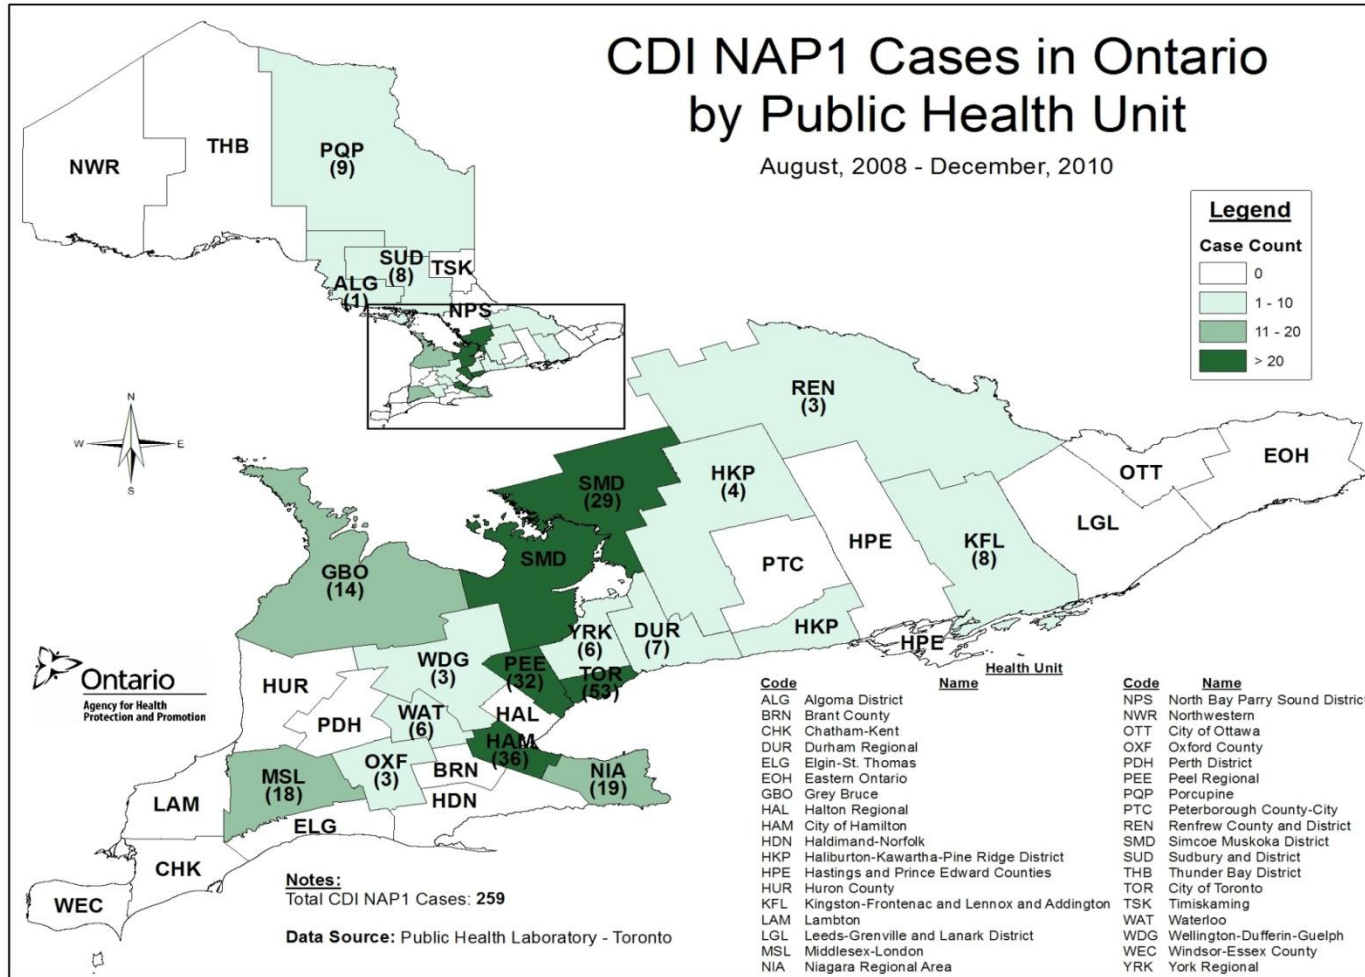 CDI NAP1 Cases in Ontario
by Public Health Unit
August, 2008 - December, 2010
NWR
THB
PQP
(9)
SUD
(8)
TSK
ALG
(1)
NPS
Legend
Case Count
0
1 - 10
11 - 20
> 20
N
W
E
S
REN
(3)
SMD
(29)
HKP
(4)
OTT
EOH
LGL
SMD
PTC
HPE
KFL
(8)
GBO
(14)
YRK
(6)
DUR
(7)
HKP
HPE
WDG
(3)
PEE
(32)
TOR
(53)
HUR
PDH
WAT
(6)
HAL
HAM
(36)
MSL
(18)
OXF
(3)
BRN
NIA
(19)
LAM
HDN
ELG
CHK
WEC
Ontario
Agency for Health
Protection and Promotion
Notes:
Total CDI NAP1 Cases: 259
Data Source: Public Health Laboratory - Toronto
Health Unit
Code Name
ALG Algoma District
BRN Brant County
CHK Chatham-Kent
DUR Durham Regional
ELG Elgin-St. Thomas
EOH Eastern Ontario
GBO Grey Bruce
HAL Halton Regional
HAM City of Hamilton
HDN Haldimand-Norfolk
HKP Haliburton-Kawartha-Pine Ridge District
HPE Hastings and Prince Edward Counties
HUR Huron County
KFL Kingston-Frontenac and Lennox and Addington
LAM Lambton
LGL Leeds-Grenville and Lanark District
MSL Middlesex-London
NIA Niagara Regional Area
Code Name
NPS North Bay Parry Sound District
NWR Northwestern
OTT City of Ottawa
OXF Oxford County
PDH Perth District
PEE Peel Regional
PQP Porcupine
PTC Peterborough County-City
REN Renfrew County and District
SMD Simcoe Muskoka District
SUD Sudbury and District
THB Thunder Bay District
TOR City of Toronto
TSK Timiskaming
WAT Waterloo
WDG Wellington-Dufferin-Guelph
WEC Windsor-Essex County
YRK York Regional